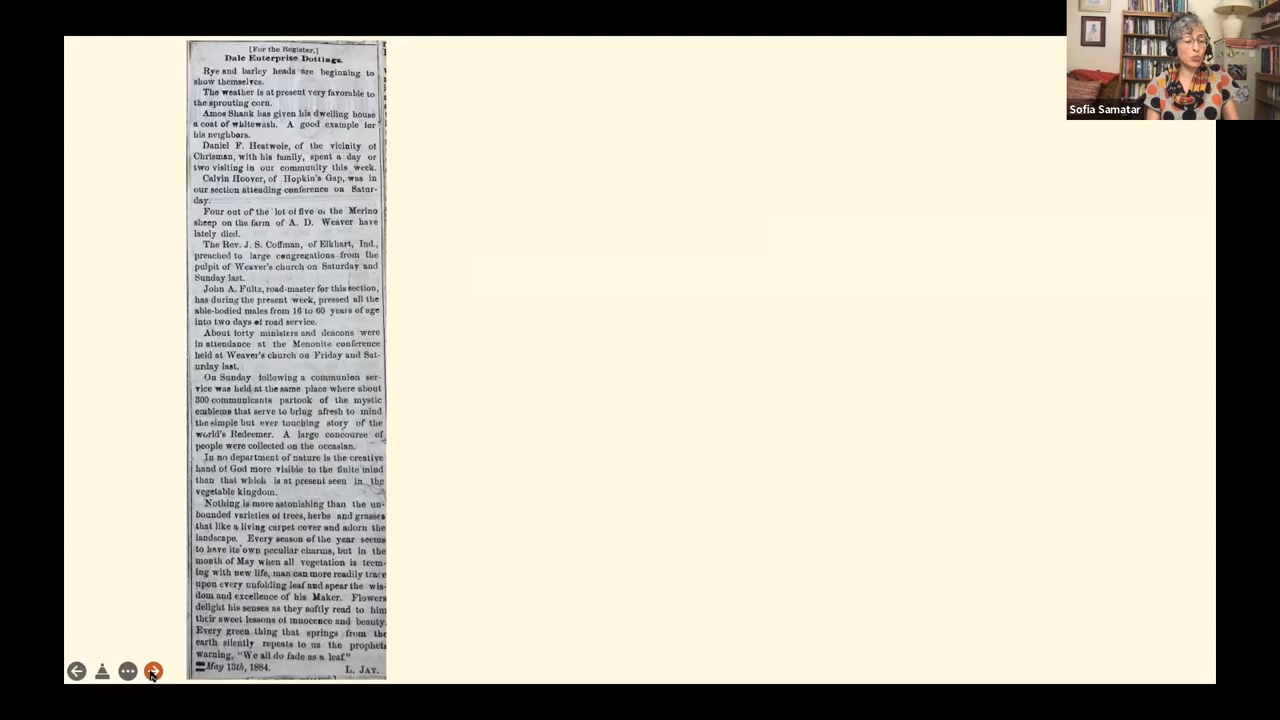 [For the Register,]
Dale Enterprise Dottings.
Rye and barley heads are beginning to
show themselves.
The weather is at present very favorable to
the sprouting corn.
Amos Shank has given his dwelling house
a coat of whitewash. A good example for
his neighbors.
Daniel F. Heatwole, of the vicinity of
Chrisman, with his family, spent a day or
two visiting in our community this week.
Calvin Hoover, of Hopkin's Gap, was in
our section attending conference on Satur-
day.
Four out of the lot of five of the Merino
sheep on the farm of A. D. Weaver have
lately died.
The Rev. J. S. Coffman, of Elkhart, Ind.,
preached to large congregations from the
pulpit of Weaver's church on Saturday and
Sunday last.
John A. Fultz, road-master for this section,
has during the present week, pressed all the
able-bodied males from 16 to 60 years of age
into two days of road service.
About forty ministers and deacons were
in attendance at the Menonite conference
held at Weaver's church on Friday and Sat-
urday last.
On Sunday following a communion ser-
vice was held at the same place where about
300 communicants partook of the mystic
emblems that serve to bring afresh to mind
the simple but ever touching story of the
world's Redeemer. A large concourse of
people were collected on the occasian.
In no department of nature is the creative
hand of God more visible to the finite mind
than that which is at present seen in the
vegetable kingdom.
Nothing is more astonishing than the un-
bounded varieties of trees, herbs and grasses
that like a living carpet cover and adorn the
landscape. Every season of the year seems
to have its own peculiar charms, but in the
month of May when all vegetation is teem-
ing with new life, man can more readily trace
upon every unfolding leaf and spear the wis-
dom and excellence of his Maker. Flowers
delight his senses as they softly read to him
their sweet lessons of innocence and beauty.
Every green thing that springs from the
earth silently repeats to us the prophets
warning, "We all do fade as a leaf."
May 13th, 1884. L. JAY.
Sofia Samatar